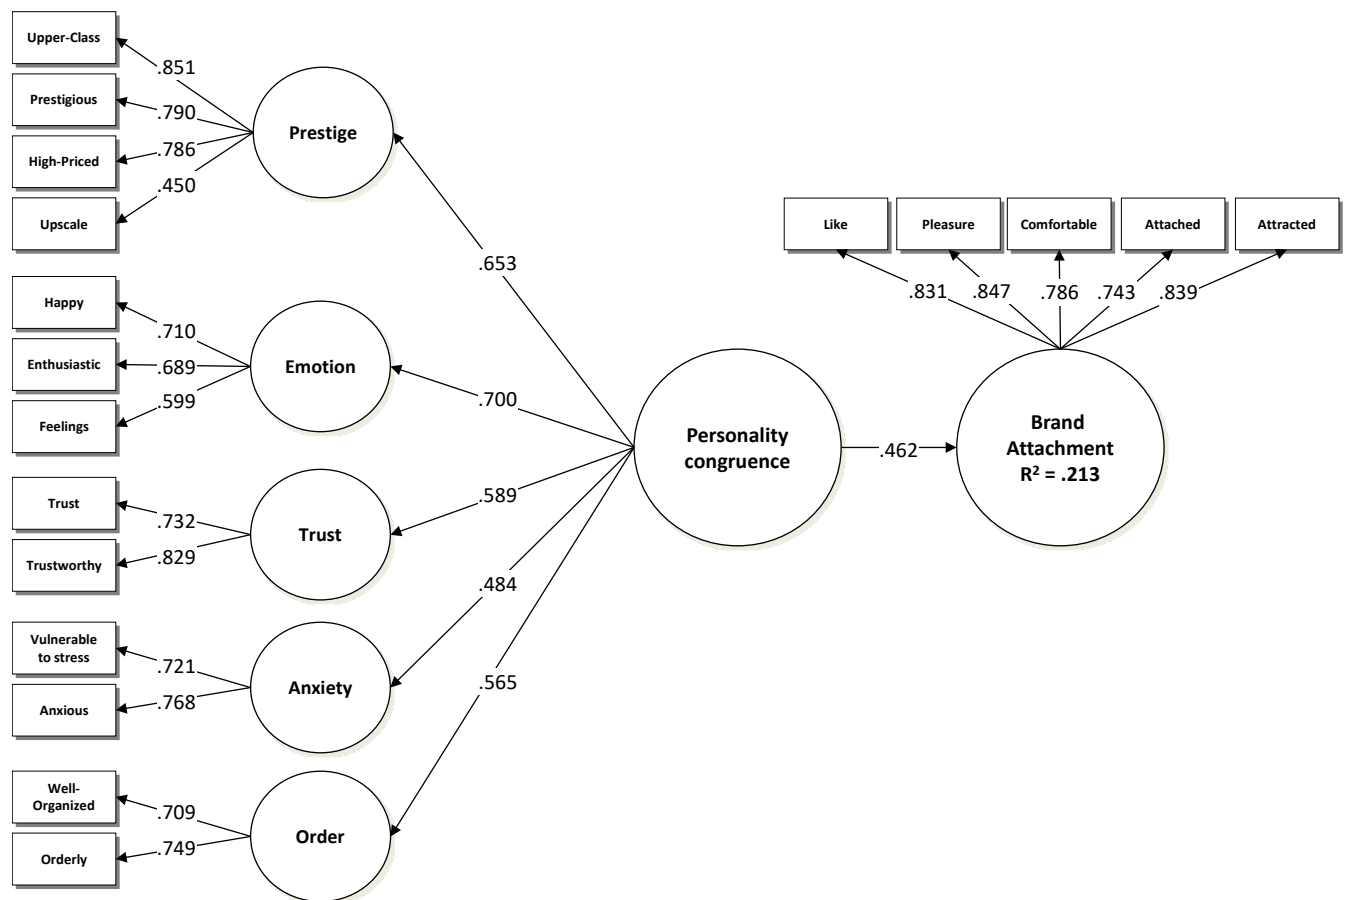 Upper-Class
.851
Prestigious
.790
High-Priced
.786
Upscale
.450
Prestige
Happy
.710
Enthusiastic
.689
Feelings
.599
Emotion
Trust
.732
Trustworthy
.829
Trust
Vulnerable
to stress
.721
Anxious
.768
Anxiety
Well-
Organized
.709
Orderly
.749
Order
.653
.700
.589
.484
.565
Personality
congruence
.462
Like
Pleasure
Comfortable
Attached
Attracted
.831
.847
.786
.743
.839
Brand
Attachment
R² = .213